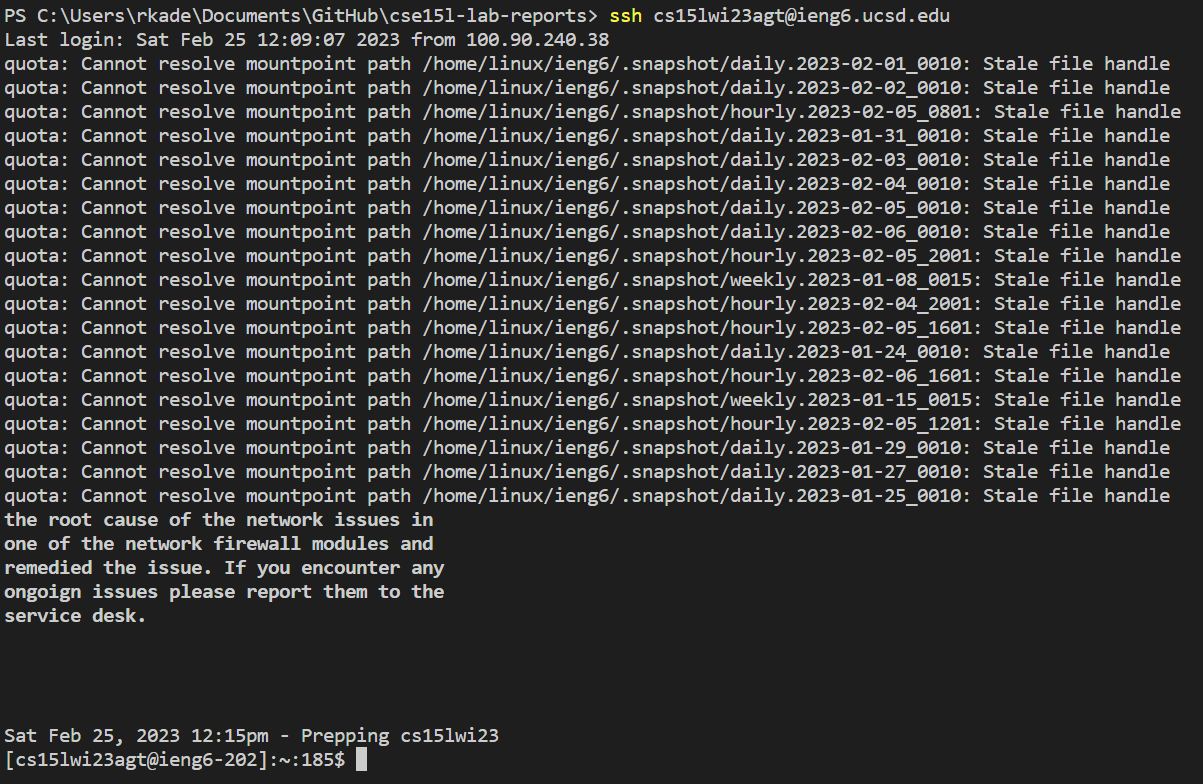 PS C:\Users\rkade\Documents\GitHub\cse15l-lab-reports> ssh cs15lwi23agt@ieng6.ucsd.edu
Last login: Sat Feb 25 12:09:07 2023 from 100.90.240.38
quota: Cannot resolve mountpoint path /home/linux/ieng6/.snapshot/daily.2023-02-01_0010: Stale file handle
quota: Cannot resolve mountpoint path /home/linux/ieng6/.snapshot/daily.2023-02-02_0010: Stale file handle
quota: Cannot resolve mountpoint path /home/linux/ieng6/.snapshot/hourly.2023-02-05_0801: Stale file handle
quota: Cannot resolve mountpoint path /home/linux/ieng6/.snapshot/daily.2023-01-31_0010: Stale file handle
quota: Cannot resolve mountpoint path /home/linux/ieng6/.snapshot/daily.2023-02-03_0010: Stale file handle
quota: Cannot resolve mountpoint path /home/linux/ieng6/.snapshot/daily.2023-02-04_0010: Stale file handle
quota: Cannot resolve mountpoint path /home/linux/ieng6/.snapshot/daily.2023-02-05_0010: Stale file handle
quota: Cannot resolve mountpoint path /home/linux/ieng6/.snapshot/daily.2023-02-06_0010: Stale file handle
quota: Cannot resolve mountpoint path /home/linux/ieng6/.snapshot/hourly.2023-02-05_2001: Stale file handle
quota: Cannot resolve mountpoint path /home/linux/ieng6/.snapshot/weekly.2023-01-08_0015: Stale file handle
quota: Cannot resolve mountpoint path /home/linux/ieng6/.snapshot/hourly.2023-02-04_2001: Stale file handle
quota: Cannot resolve mountpoint path /home/linux/ieng6/.snapshot/hourly.2023-02-05_1601: Stale file handle
quota: Cannot resolve mountpoint path /home/linux/ieng6/.snapshot/daily.2023-01-24_0010: Stale file handle
quota: Cannot resolve mountpoint path /home/linux/ieng6/.snapshot/hourly.2023-02-06_1601: Stale file handle
quota: Cannot resolve mountpoint path /home/linux/ieng6/.snapshot/weekly.2023-01-15_0015: Stale file handle
quota: Cannot resolve mountpoint path /home/linux/ieng6/.snapshot/hourly.2023-02-05_1201: Stale file handle
quota: Cannot resolve mountpoint path /home/linux/ieng6/.snapshot/daily.2023-01-29_0010: Stale file handle
quota: Cannot resolve mountpoint path /home/linux/ieng6/.snapshot/daily.2023-01-27_0010: Stale file handle
quota: Cannot resolve mountpoint path /home/linux/ieng6/.snapshot/daily.2023-01-25_0010: Stale file handle
the root cause of the network issues in
one of the network firewall modules and
remedied the issue. If you encounter any
ongoign issues please report them to the
service desk.
Sat Feb 25, 2023 12:15pm - Prepping cs15lwi23
[cs15lwi23agt@ieng6-202]:~:185$